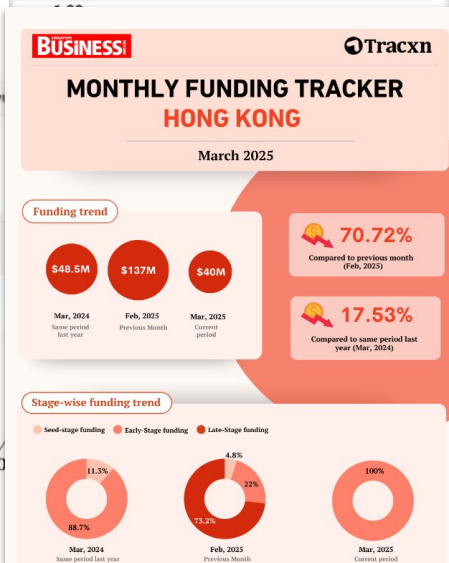 SINGAPORE
BUSINESS
Tracxn
MONTHLY FUNDING TRACKER
HONG KONG
March 2025
Funding trend
$48.5M
$137M
$40M
Mar, 2024
Same period
last year
Feb, 2025
Previous Month
Mar, 2025
Current
period
70.72%
Compared to previous month
(Feb, 2025)
17.53%
Compared to same period last
year (Mar, 2024)
Stage-wise funding trend
Seed-stage funding
Early-Stage funding
Late-Stage funding
11.3%
88.7%
Mar, 2024
Same period last year
4.8%
22%
73.2%
Feb, 2025
Previous Month
100%
Mar, 2025
Current period